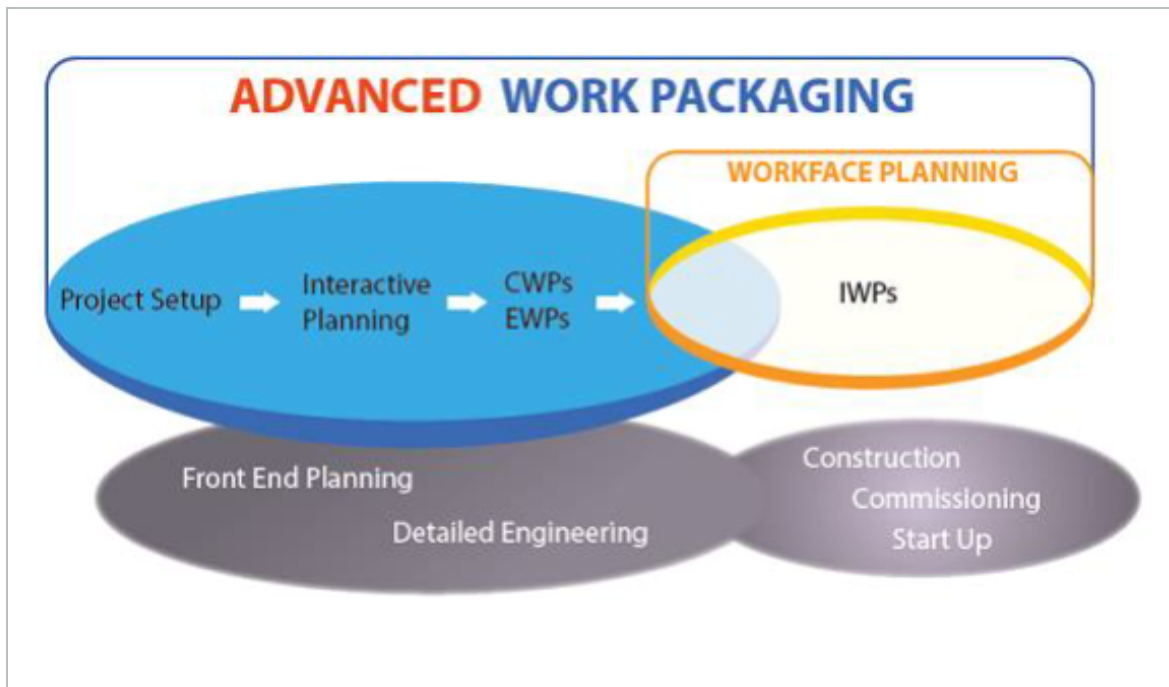 ADVANCED WORK PACKAGING
WORKFACE PLANNING
Project Setup
Interactive
Planning
CWPs
EWPs
IWPs
Front End Planning
Detailed Engineering
Construction
Commissioning
Start Up